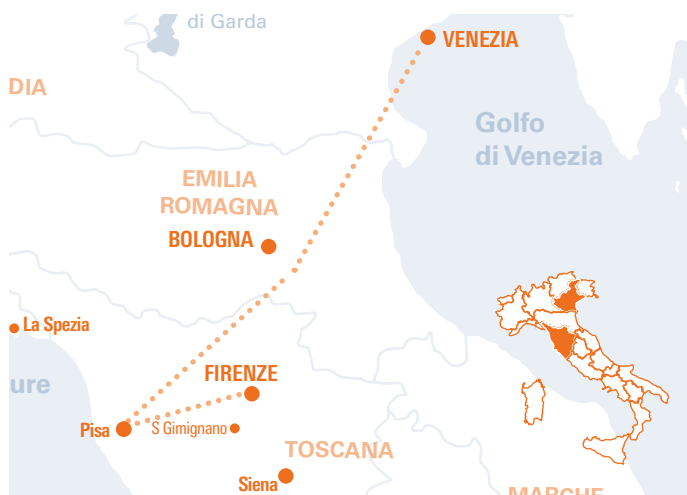 di Garda
VENEZIA
DIA
Golfo
di Venezia
EMILIA
ROMAGNA
BOLOGNA
La Spezia
FIRENZE
ure
Pisa
S Gimignano
TOSCANA
Siena
MARCHE